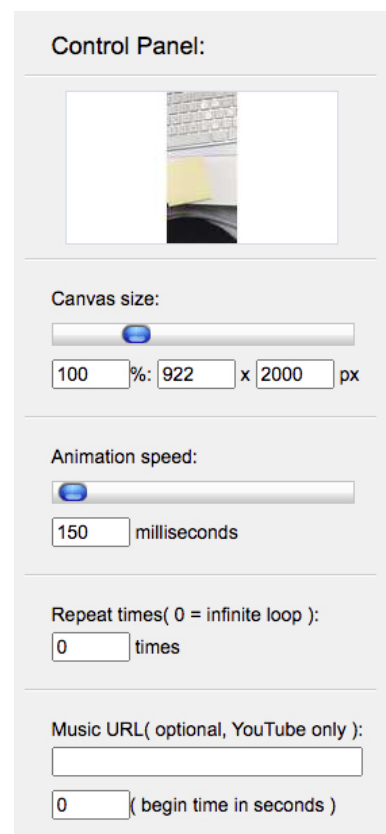 Control Panel:
Canvas size:
100 %: 922 x 2000 px
Animation speed:
150 milliseconds
Repeat times( 0 = infinite loop ):
0 times
Music URL( optional, YouTube only ):
0 ( begin time in seconds )